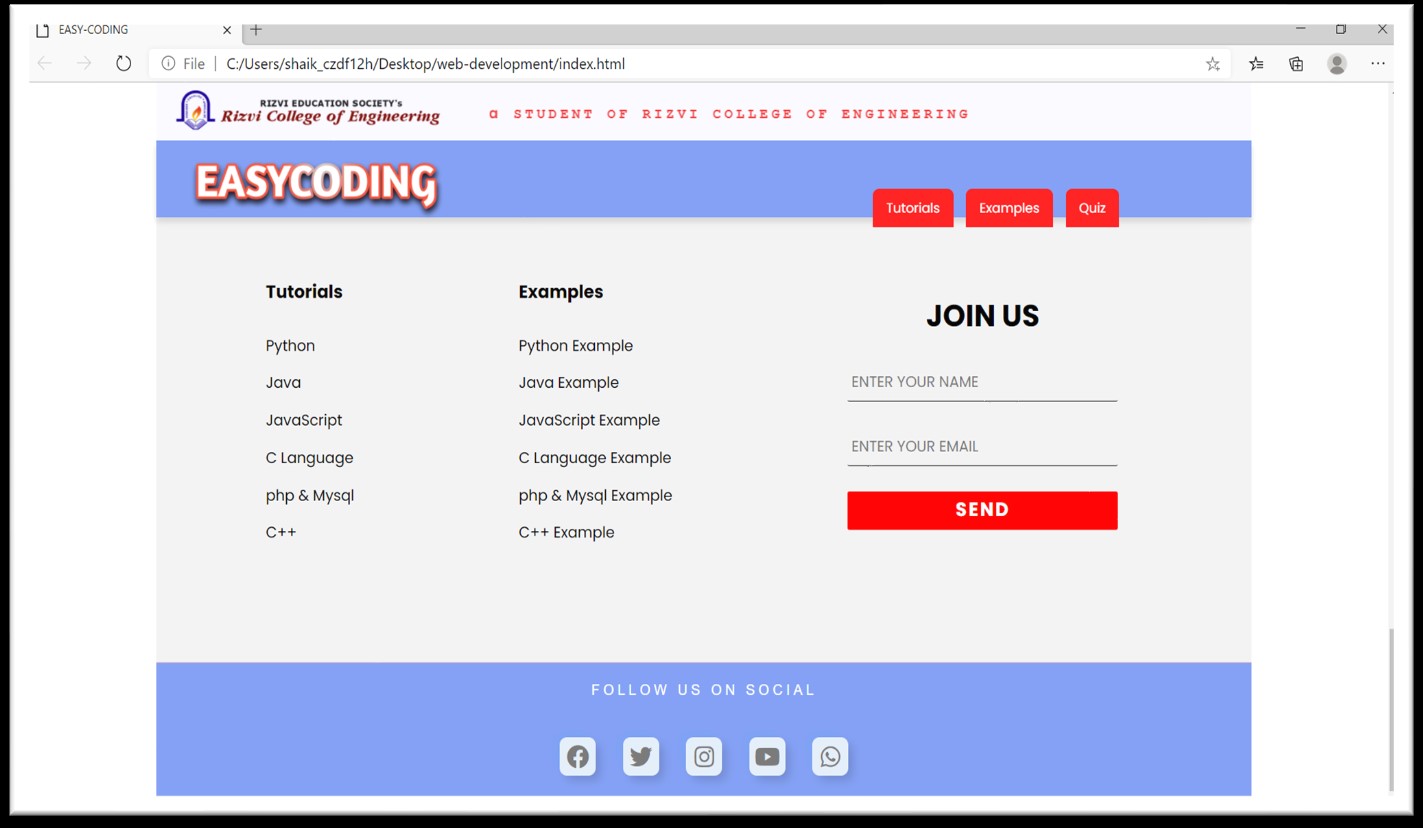 EASY-CODING
File | C:/Users/shaik_czdf12h/Desktop/web-development/index.html
RIZVI EDUCATION SOCIETY's
Rizvi College of Engineering
a STUDENT OF RIZVI COLLEGE OF ENGINEERING
EASYCODING
Tutorials Examples Quiz
Tutorials
Python
Java
JavaScript
C Language
php & Mysql
C++
Examples
Python Example
Java Example
JavaScript Example
C Language Example
php & Mysql Example
C++ Example
JOIN US
ENTER YOUR NAME
ENTER YOUR EMAIL
SEND
FOLLOW US ON SOCIAL